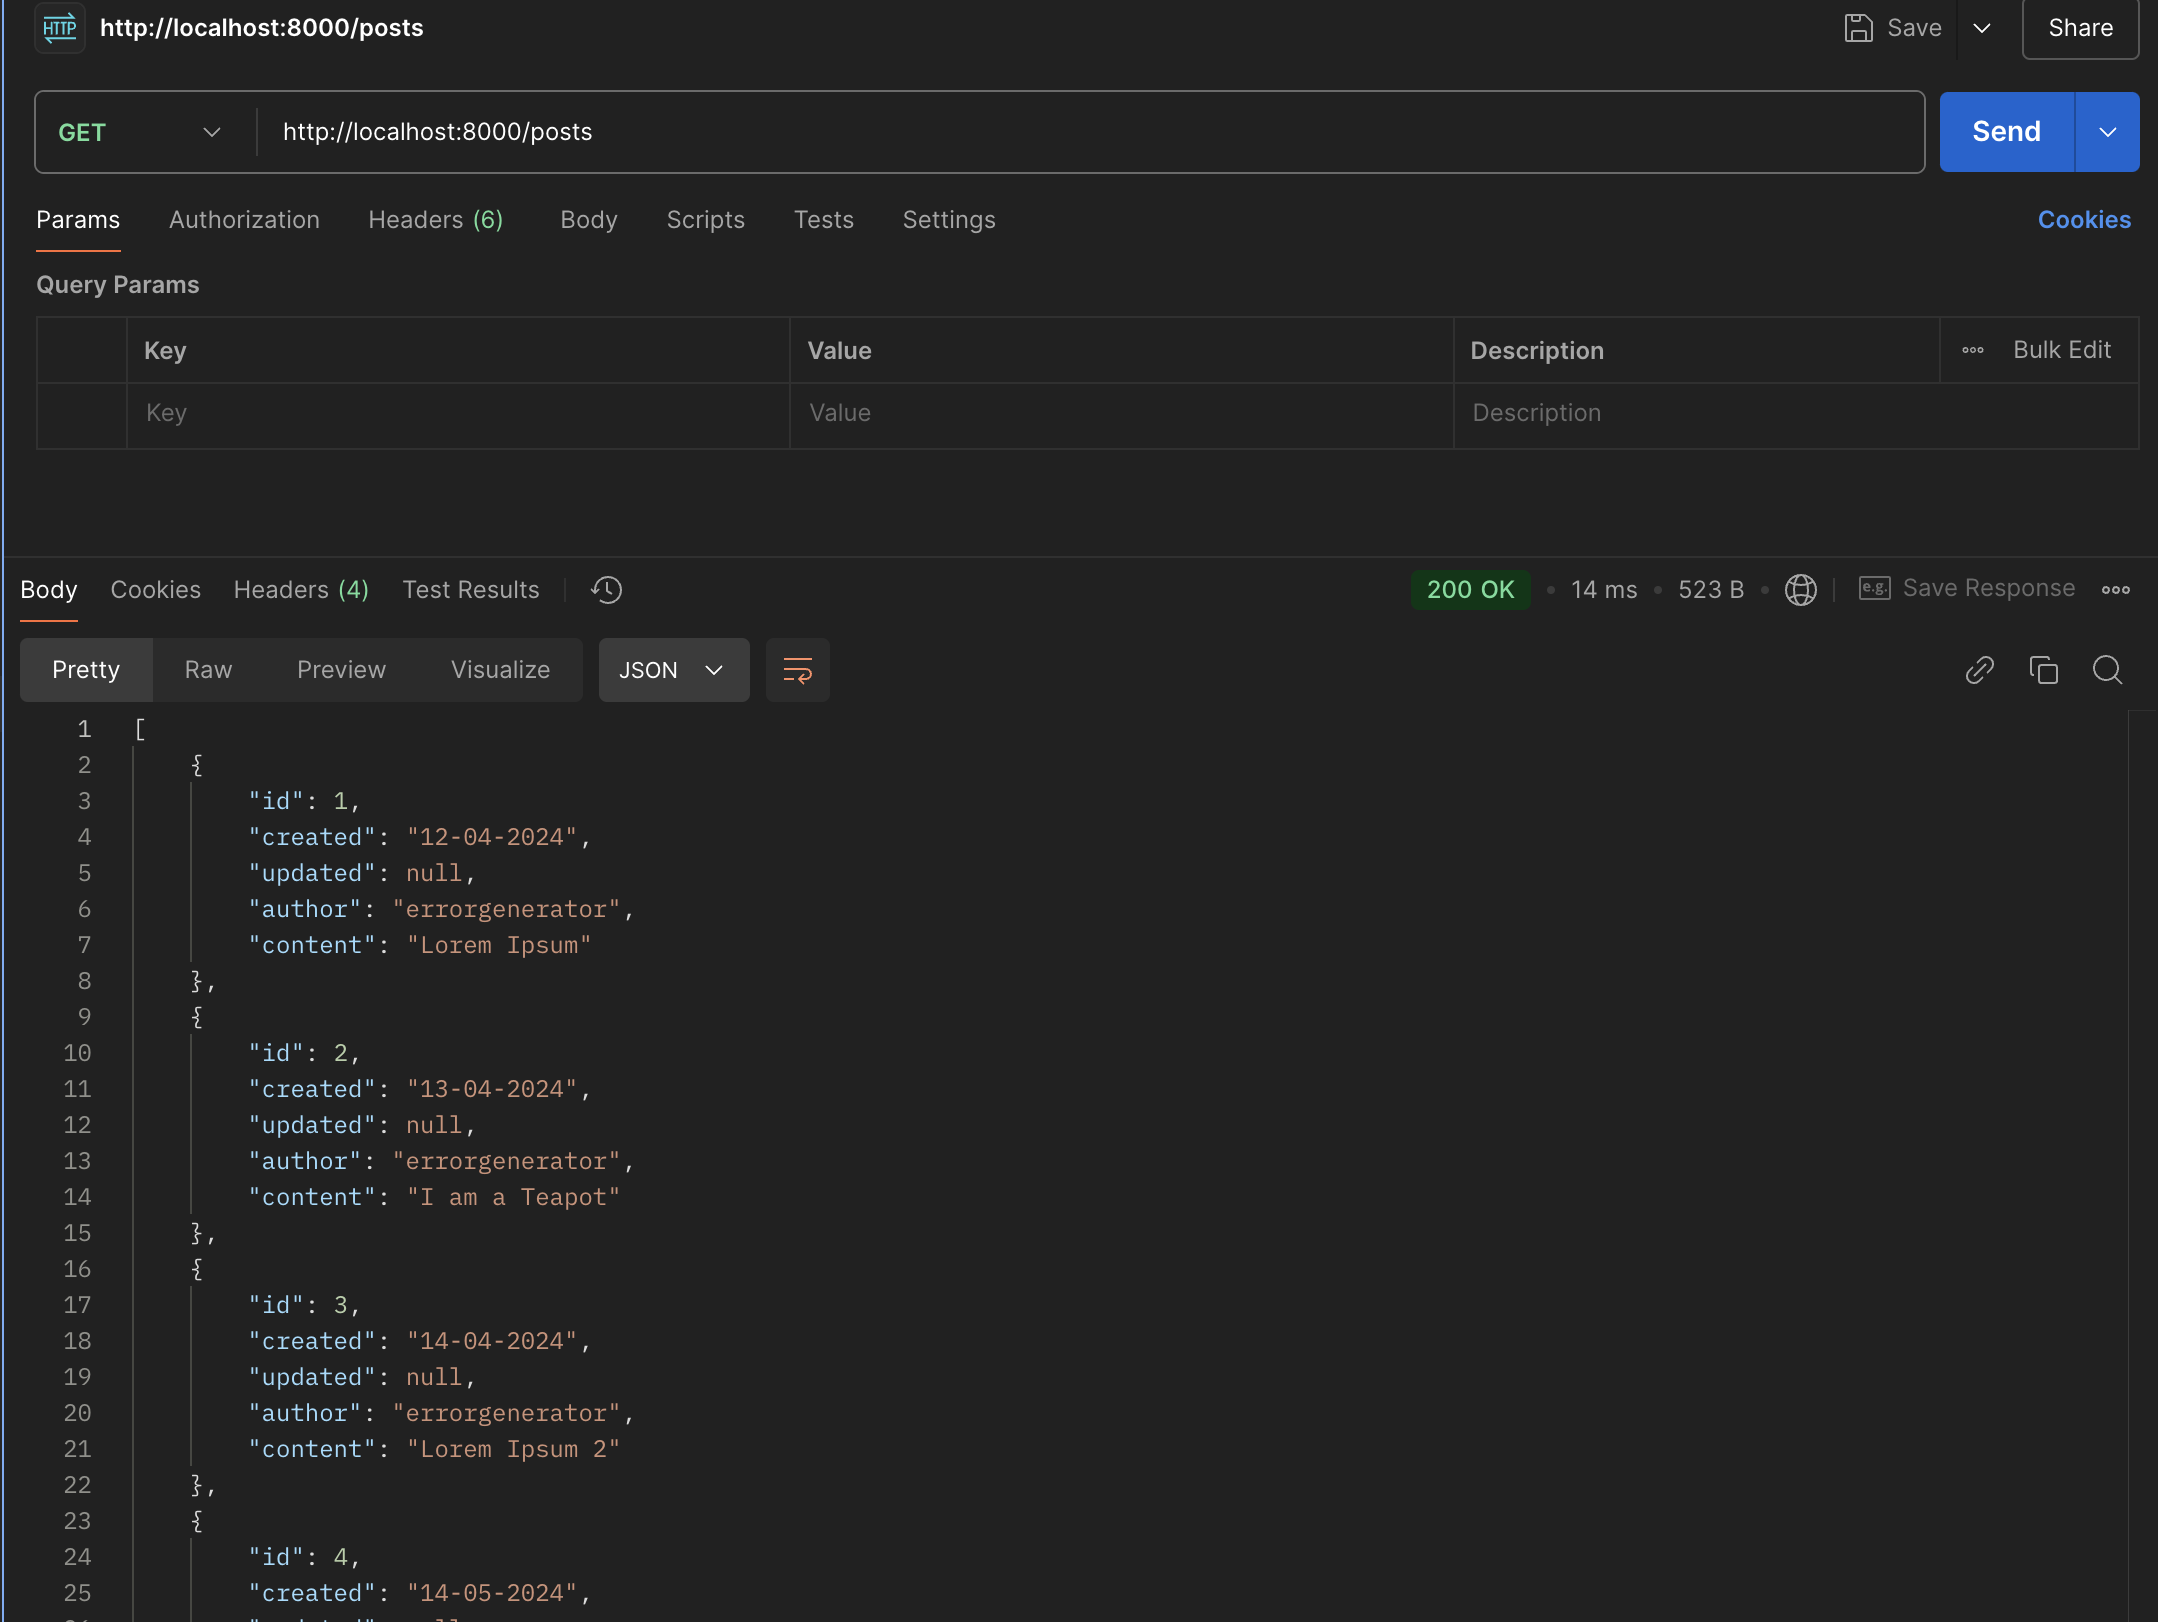 HTTP http://localhost:8000/posts Save Share
GET http://localhost:8000/posts Send
Params Authorization Headers (6) Body Scripts Tests Settings Cookies
Query Params
Key Value Description Bulk Edit
Key Value Description
Body Cookies Headers (4) Test Results 200 OK 14 ms 523 B e.g. Save Response
Pretty Raw Preview Visualize JSON
1 [
2 {
3 "id": 1,
4 "created": "12-04-2024",
5 "updated": null,
6 "author": "errorgenerator",
7 "content": "Lorem Ipsum"
8 },
9 {
10 "id": 2,
11 "created": "13-04-2024",
12 "updated": null,
13 "author": "errorgenerator",
14 "content": "I am a Teapot"
15 },
16 {
17 "id": 3,
18 "created": "14-04-2024",
19 "updated": null,
20 "author": "errorgenerator",
21 "content": "Lorem Ipsum 2"
22 },
23 {
24 "id": 4,
25 "created": "14-05-2024",